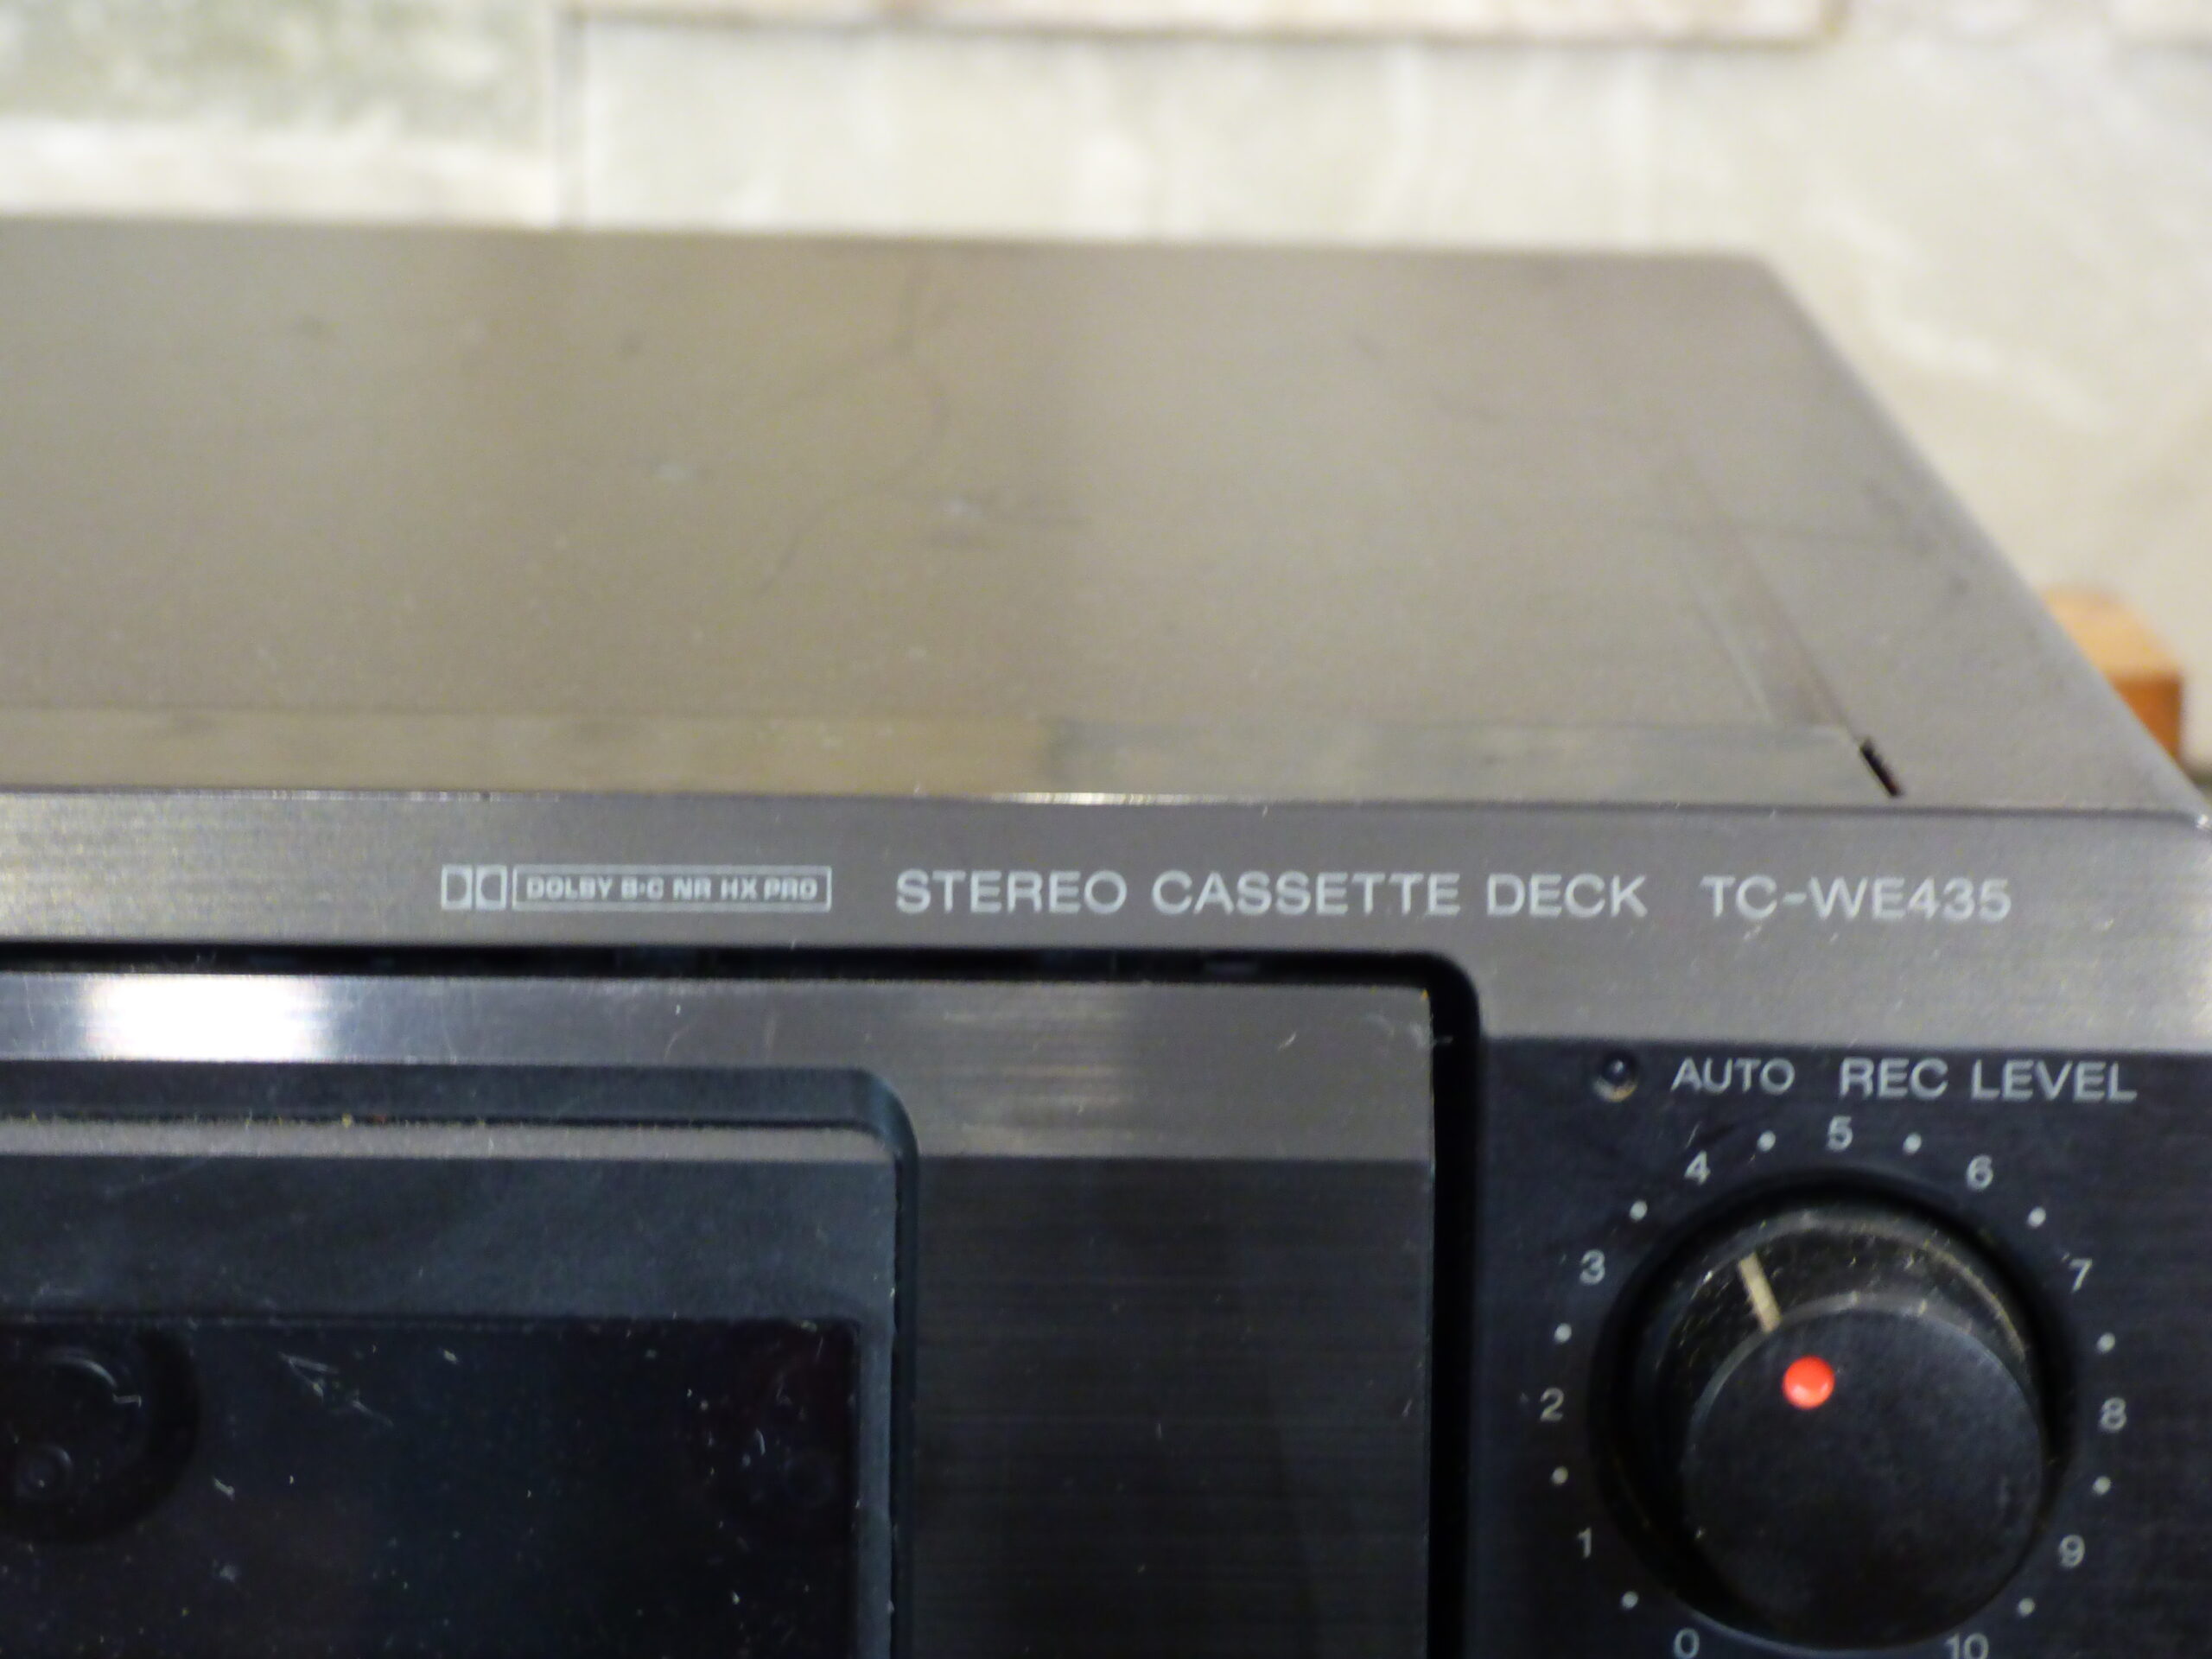 DOLBY B·C NR HX PRO STEREO CASSETTE DECK TC-WE435
AUTO REC LEVEL
0 1 2 3 4 5 6 7 8 9 10